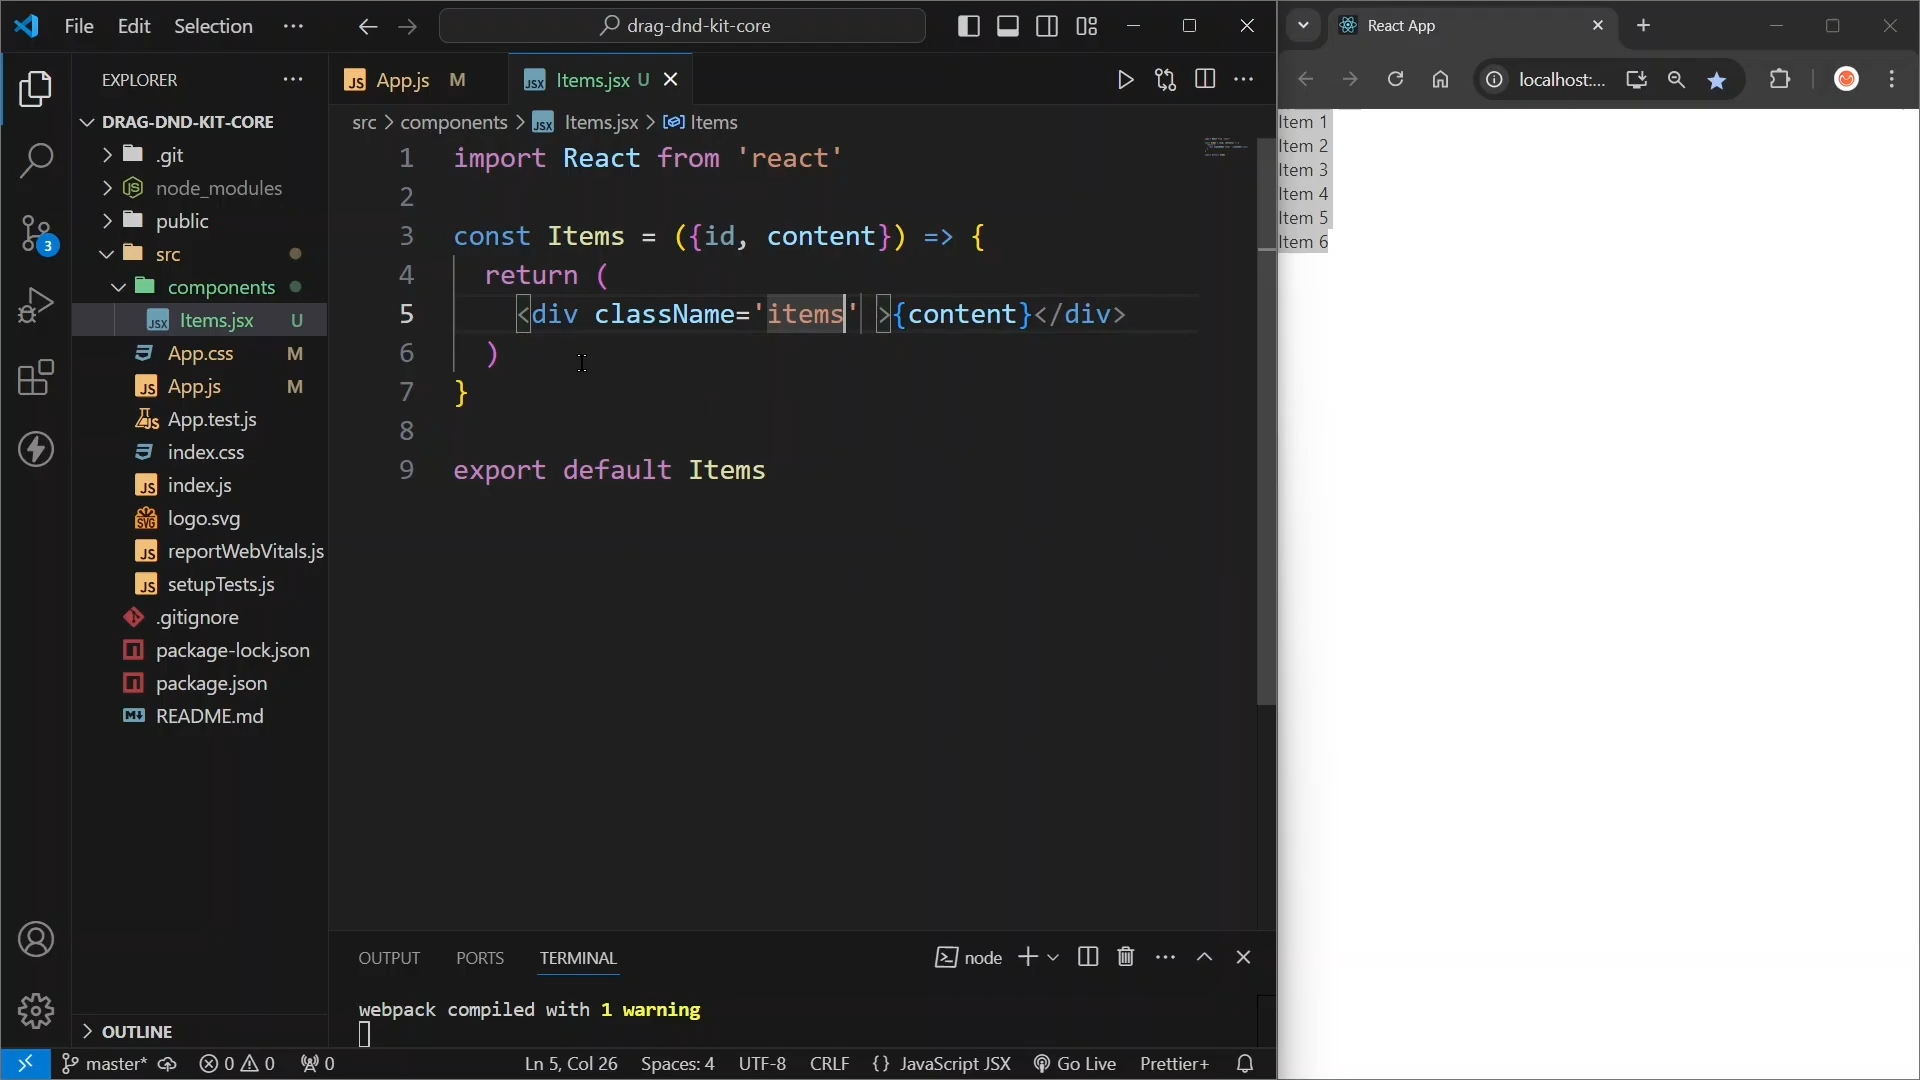 File Edit Selection ···
drag-dnd-kit-core
React App
localhost:...
EXPLORER
DRAG-DND-KIT-CORE
.git
node_modules
public
src
components
Items.jsx U
App.css M
App.js M
App.test.js
index.css
index.js
logo.svg
reportWebVitals.js
setupTests.js
.gitignore
package-lock.json
package.json
README.md
OUTLINE
3
App.js M
Items.jsx U
src > components > Items.jsx > Items
1 import React from 'react'
2
3 const Items = ({id, content}) => {
4 return (
5 <div className='items' >{content}</div>
6 )
7 }
8
9 export default Items
Item 1
Item 2
Item 3
Item 4
Item 5
Item 6
OUTPUT PORTS TERMINAL
node
webpack compiled with 1 warning
master* 0 0 0 Ln 5, Col 26 Spaces: 4 UTF-8 CRLF {} JavaScript JSX Go Live Prettier+